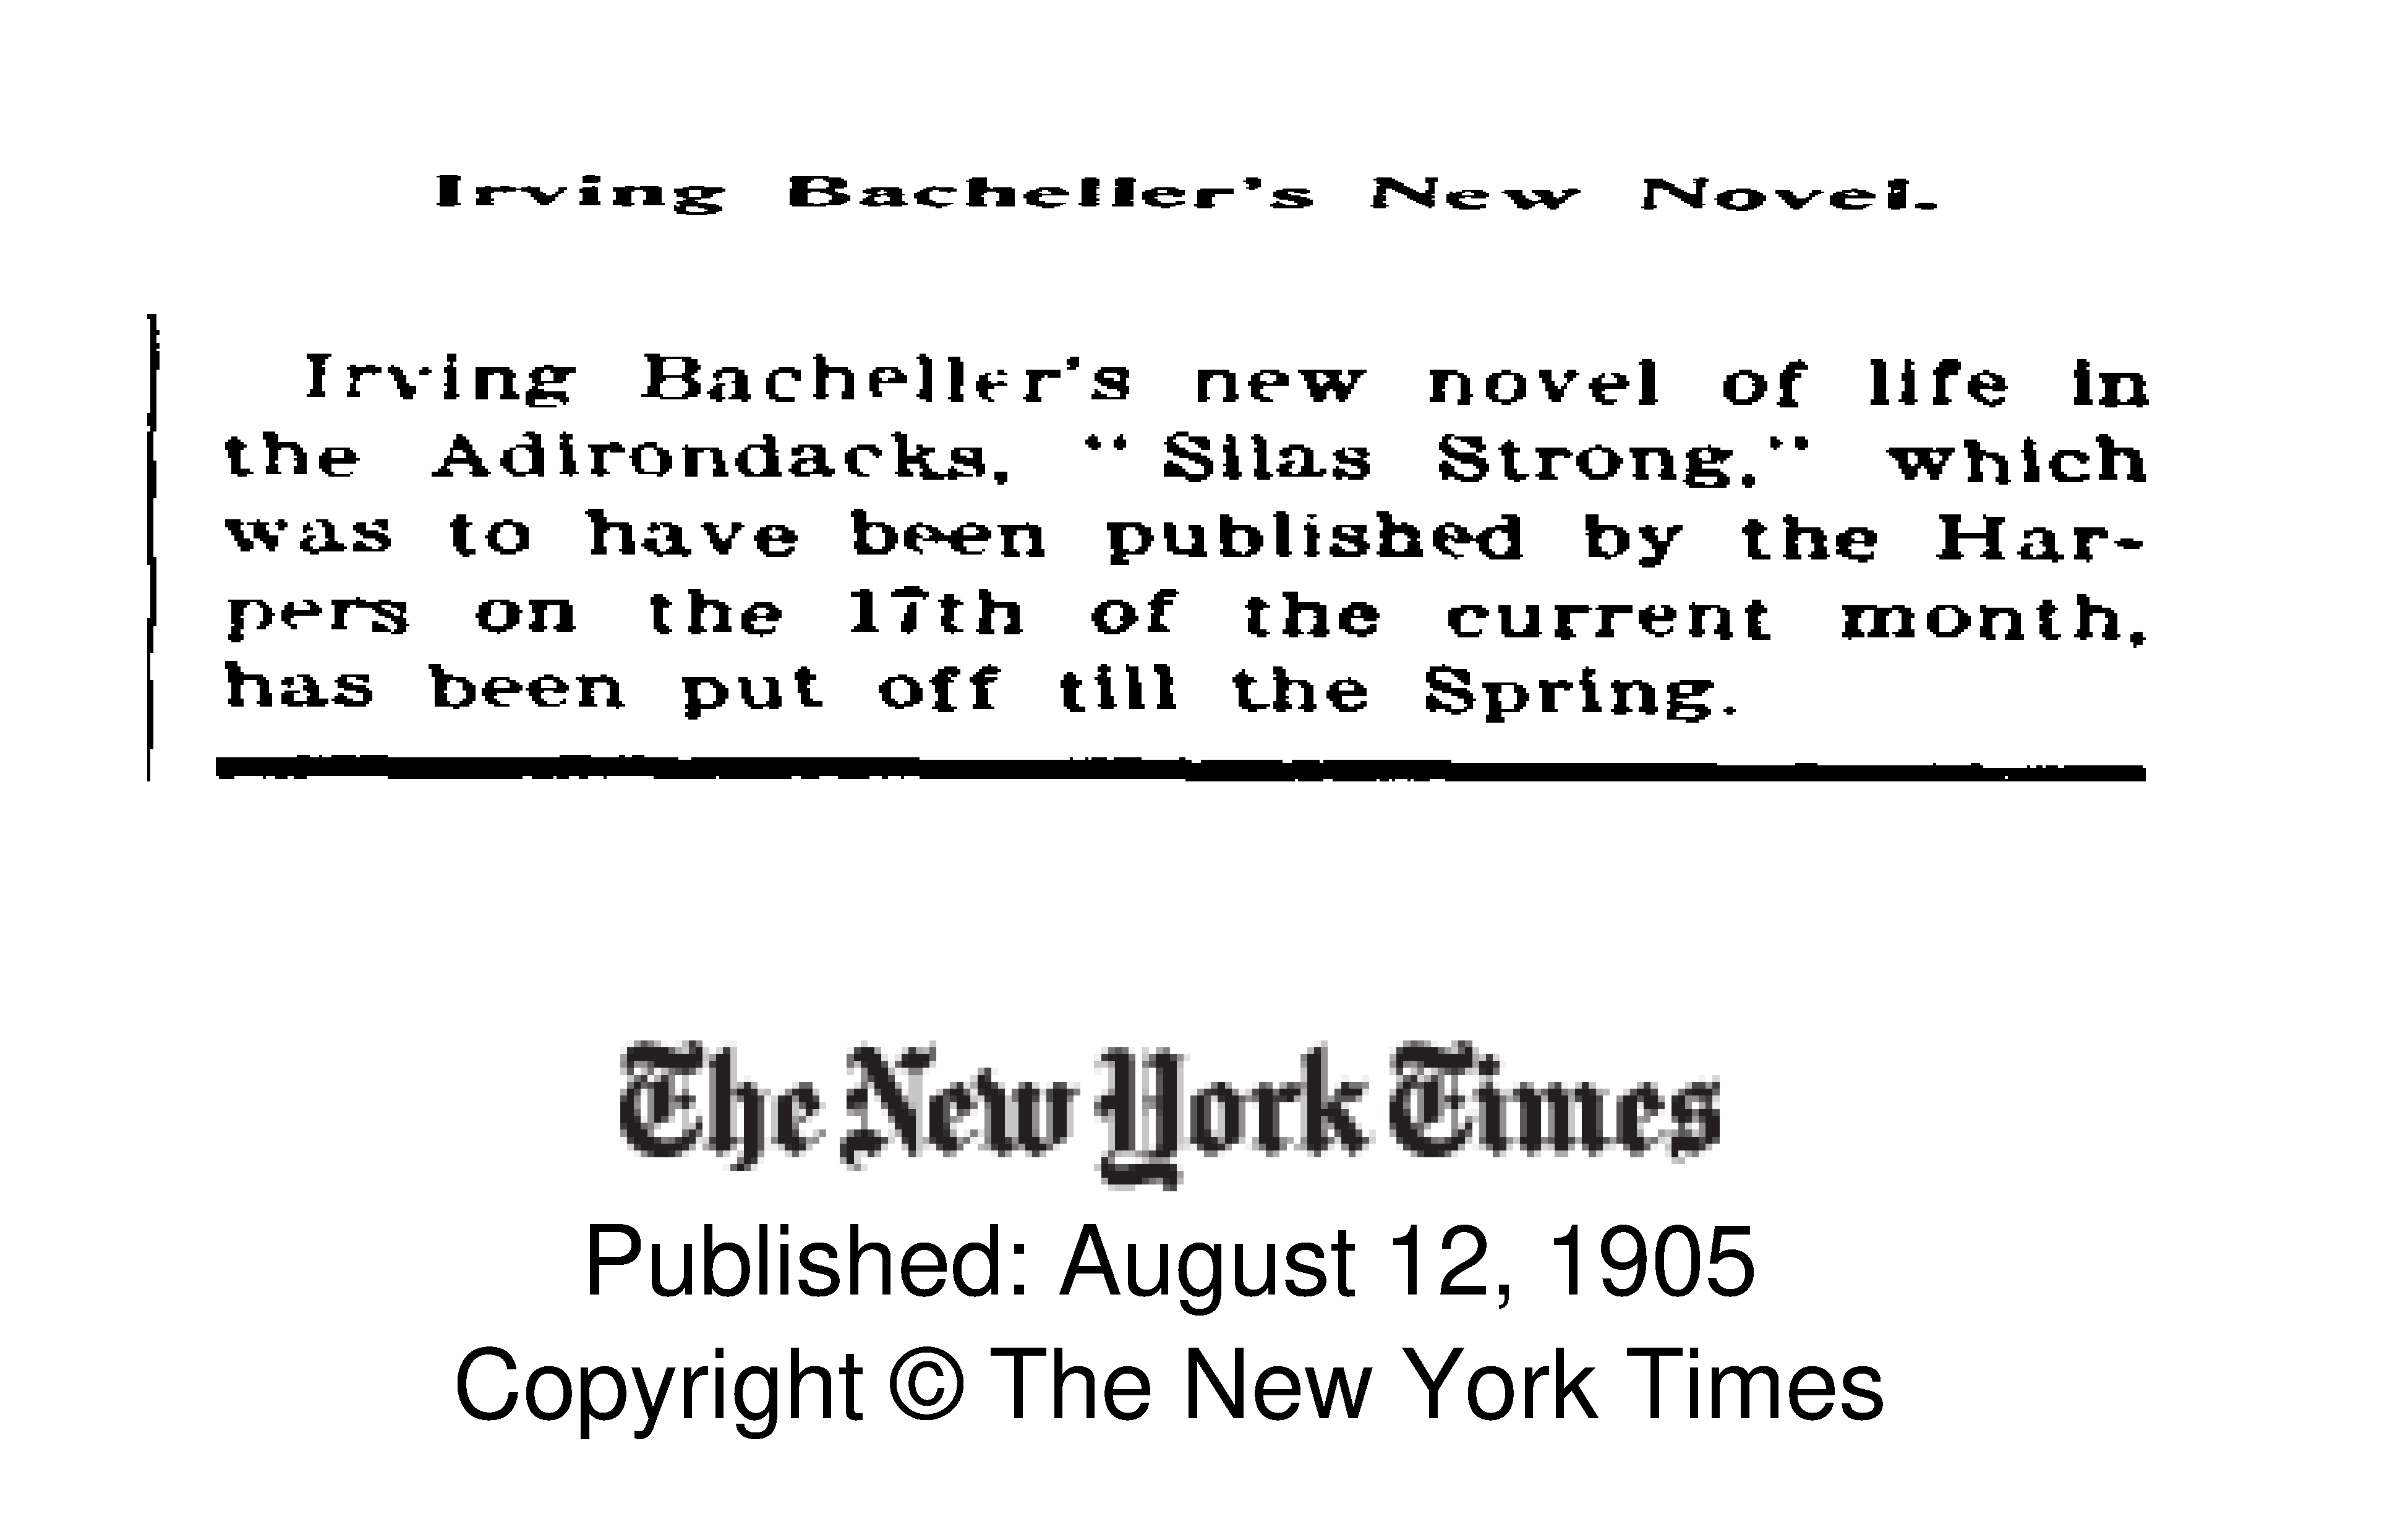 Irving Bacheller's New Novel.
Irving Bacheller's new novel of life in
the Adirondacks, "Silas Strong," which
was to have been published by the Har-
pers on the 17th of the current month,
has been put off till the Spring.
The New York Times
Published: August 12, 1905
Copyright © The New York Times